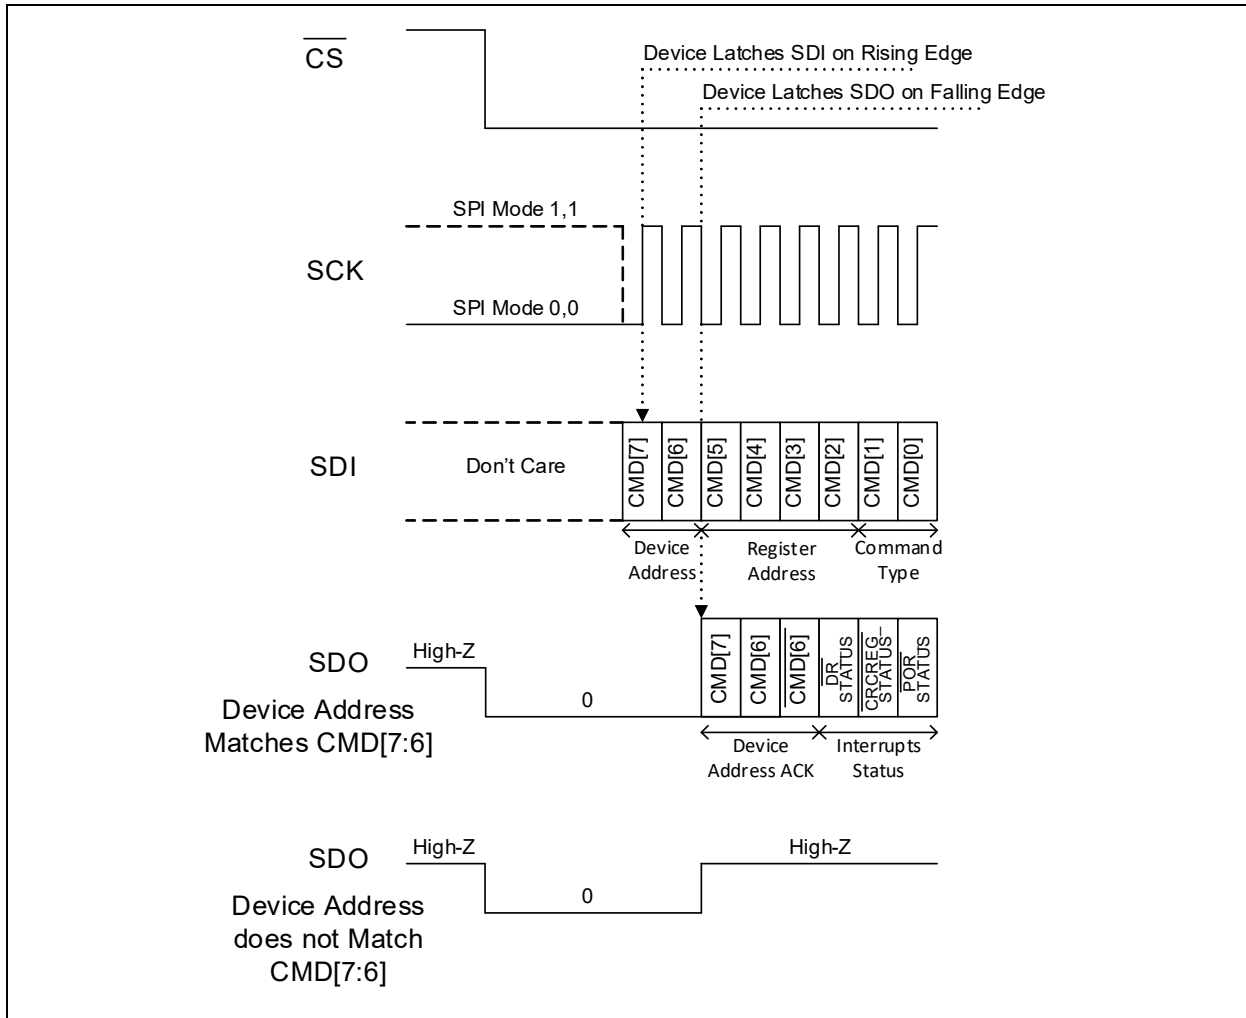 CS
Device Latches SDI on Rising Edge
Device Latches SDO on Falling Edge
SCK
SPI Mode 1,1
SPI Mode 0,0
SDI
Don't Care
CMD[7]
CMD[6]
CMD[5]
CMD[4]
CMD[3]
CMD[2]
CMD[1]
CMD[0]
Device
Address
Register
Address
Command
Type
SDO
Device Address
Matches CMD[7:6]
High-Z
0
CMD[7]
CMD[6]
CMD[6]
DR
STATUS
CRCREG
STATUS
POR
STATUS
Device
Address ACK
Interrupts
Status
SDO
Device Address
does not Match
CMD[7:6]
High-Z
0
High-Z